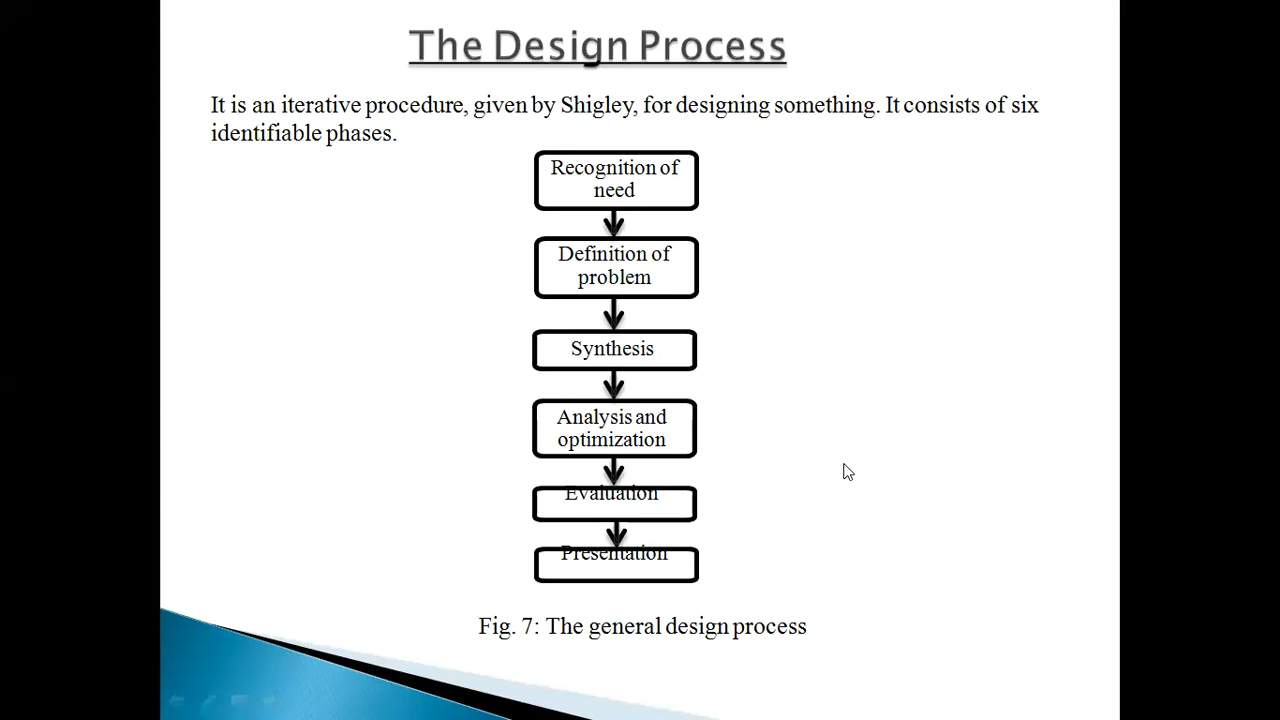 The Design Process
It is an iterative procedure, given by Shigley, for designing something. It consists of six
identifiable phases.
Recognition of
need
Definition of
problem
Synthesis
Analysis and
optimization
Evaluation
Presentation
Fig. 7: The general design process